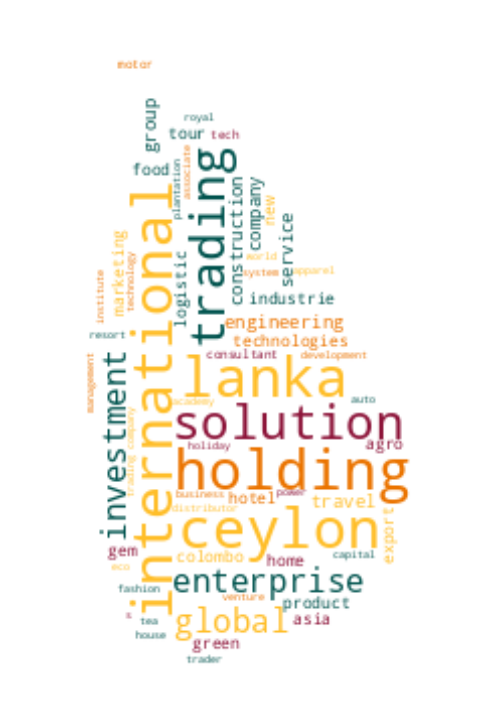 motor
group
royal
tour
tech
food
plantation
associate
international
trading
construction
company
new
service
world
system
apparel
marketing
technology
institute
logistic
industrie
resort
engineering
technologies
consultant
development
management
investment
lanka
academy
auto
trading company
solution
holiday
agro
holding
business
hotel
power
travel
distributor
ceylon
export
gem
colombo
home
capital
eco
enterprise
fashion
venture
product
s
tea
global
asia
house
green
trader